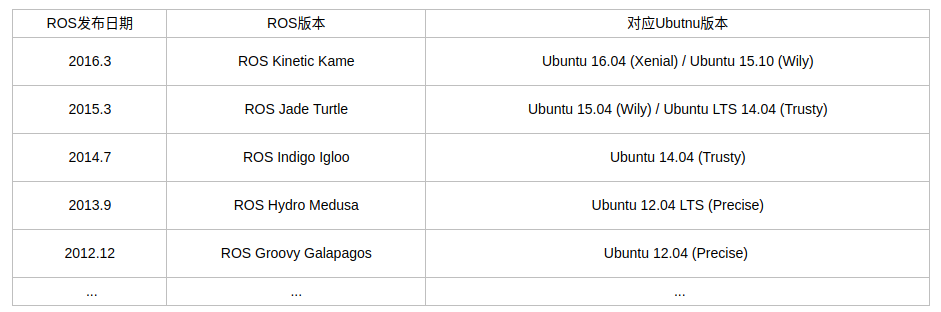 ROS发布日期 ROS版本 对应Ubutnu版本
2016.3 ROS Kinetic Kame Ubuntu 16.04 (Xenial) / Ubuntu 15.10 (Wily)
2015.3 ROS Jade Turtle Ubuntu 15.04 (Wily) / Ubuntu LTS 14.04 (Trusty)
2014.7 ROS Indigo Igloo Ubuntu 14.04 (Trusty)
2013.9 ROS Hydro Medusa Ubuntu 12.04 LTS (Precise)
2012.12 ROS Groovy Galapagos Ubuntu 12.04 (Precise)
... ... ...